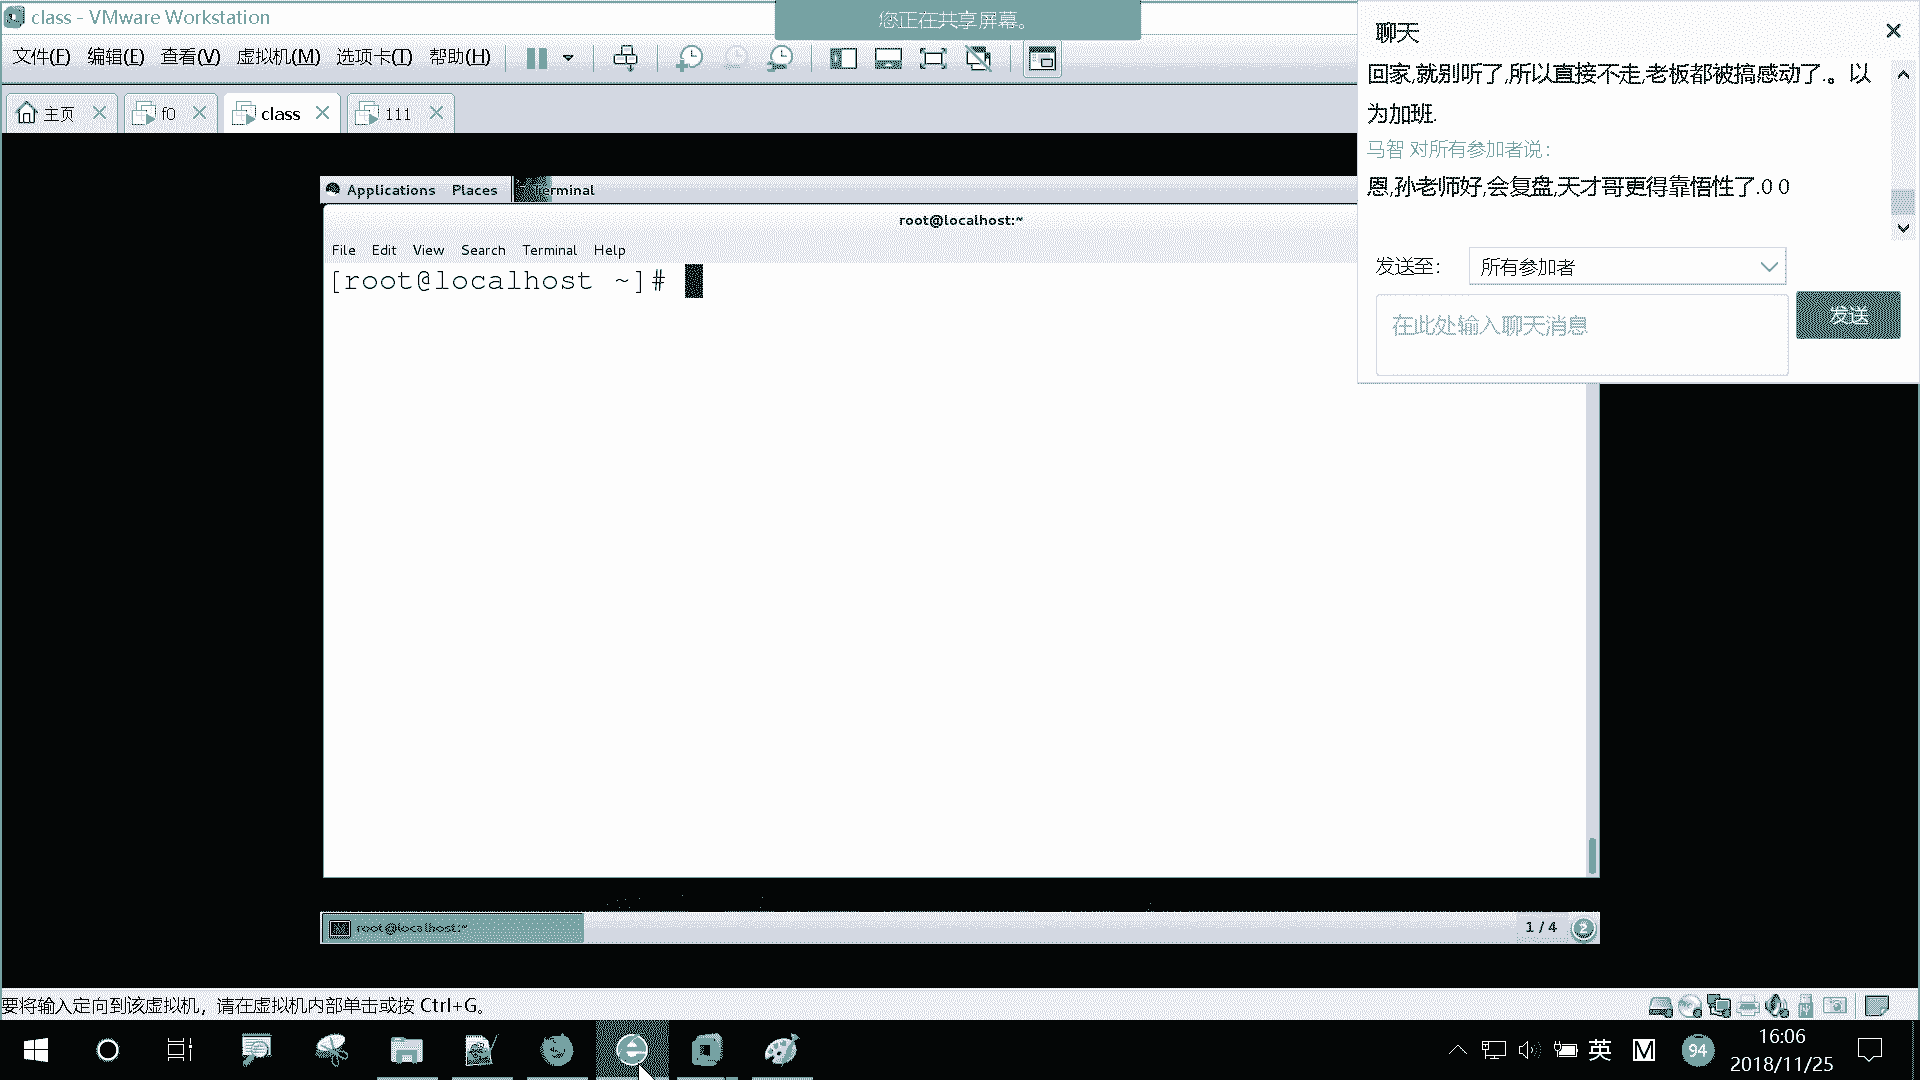 class - VMware Workstation
您正在共享屏幕。
文件(F) 编辑(E) 查看(V) 虚拟机(M) 选项卡(T) 帮助(H)
主页 f0 class 111
Applications Places Terminal
root@localhost:~
File Edit View Search Terminal Help
[root@localhost ~]#
聊天
回家,就别听了,所以直接不走,老板都被搞感动了.。以
为加班.
马智 对所有参加者说:
恩,孙老师好,会复盘,天才哥更得靠悟性了.0 0
发送至: 所有参加者
在此处输入聊天消息
发送
root@localhost:~
1 / 4
2
要将输入定向到该虚拟机，请在虚拟机内部单击或按 Ctrl+G。
英 M 94
16:06
2018/11/25